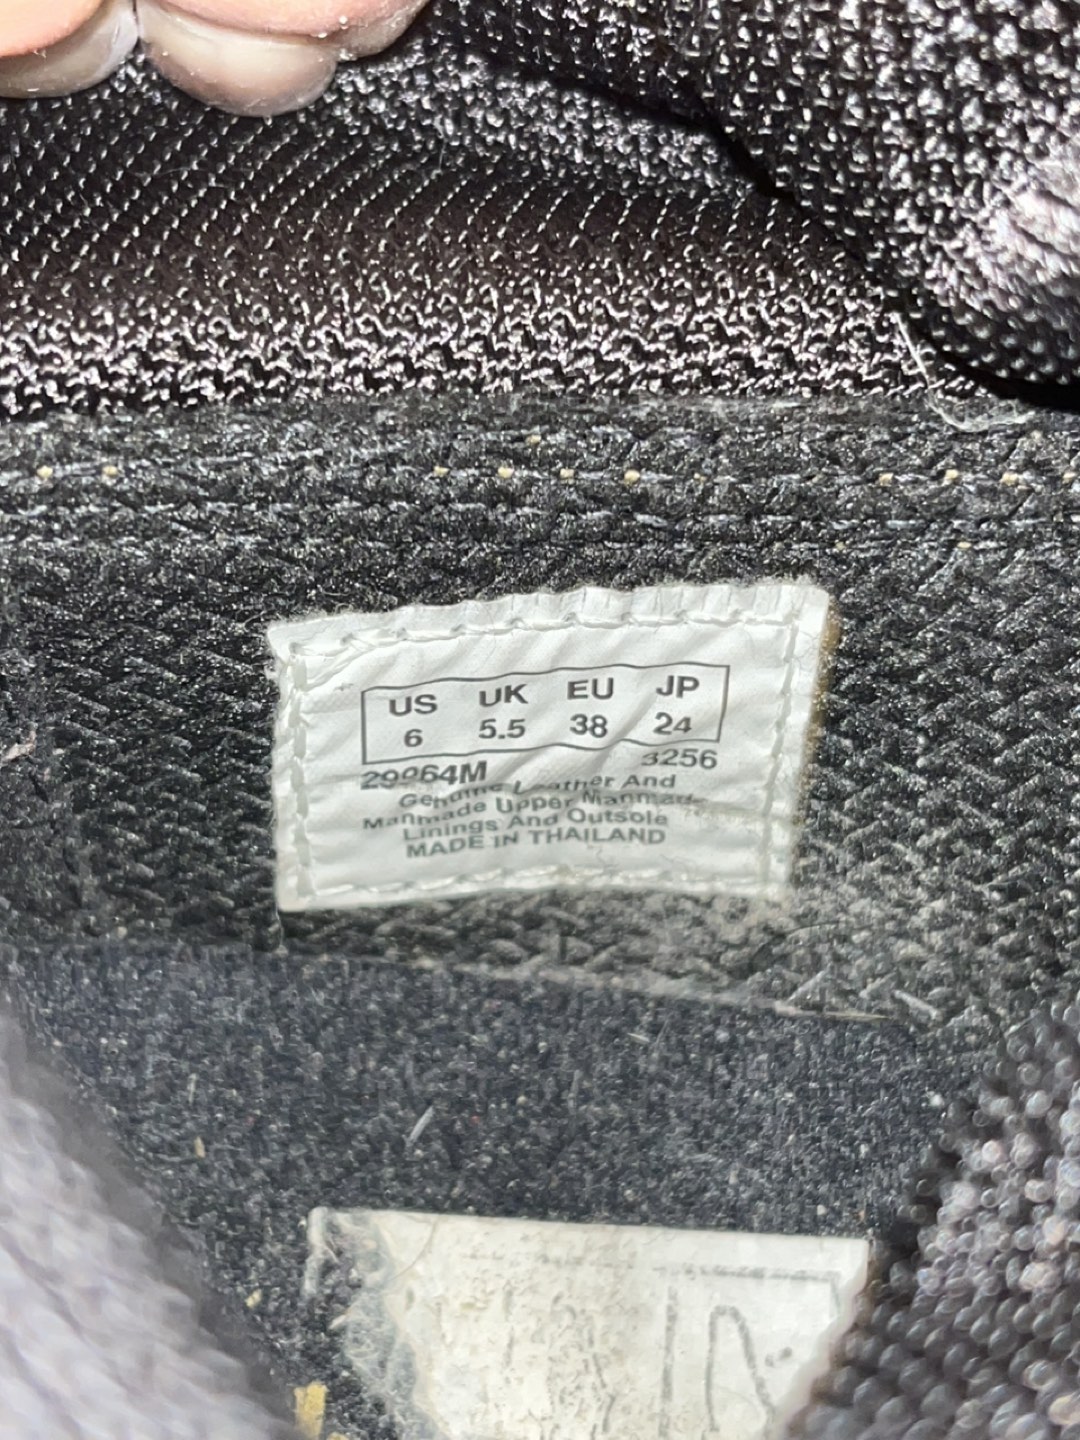 US UK EU JP
6 5.5 38 24
29964M 3256
Genuine Leather And
Manmade Upper Manmade
Linings And Outsole
MADE IN THAILAND